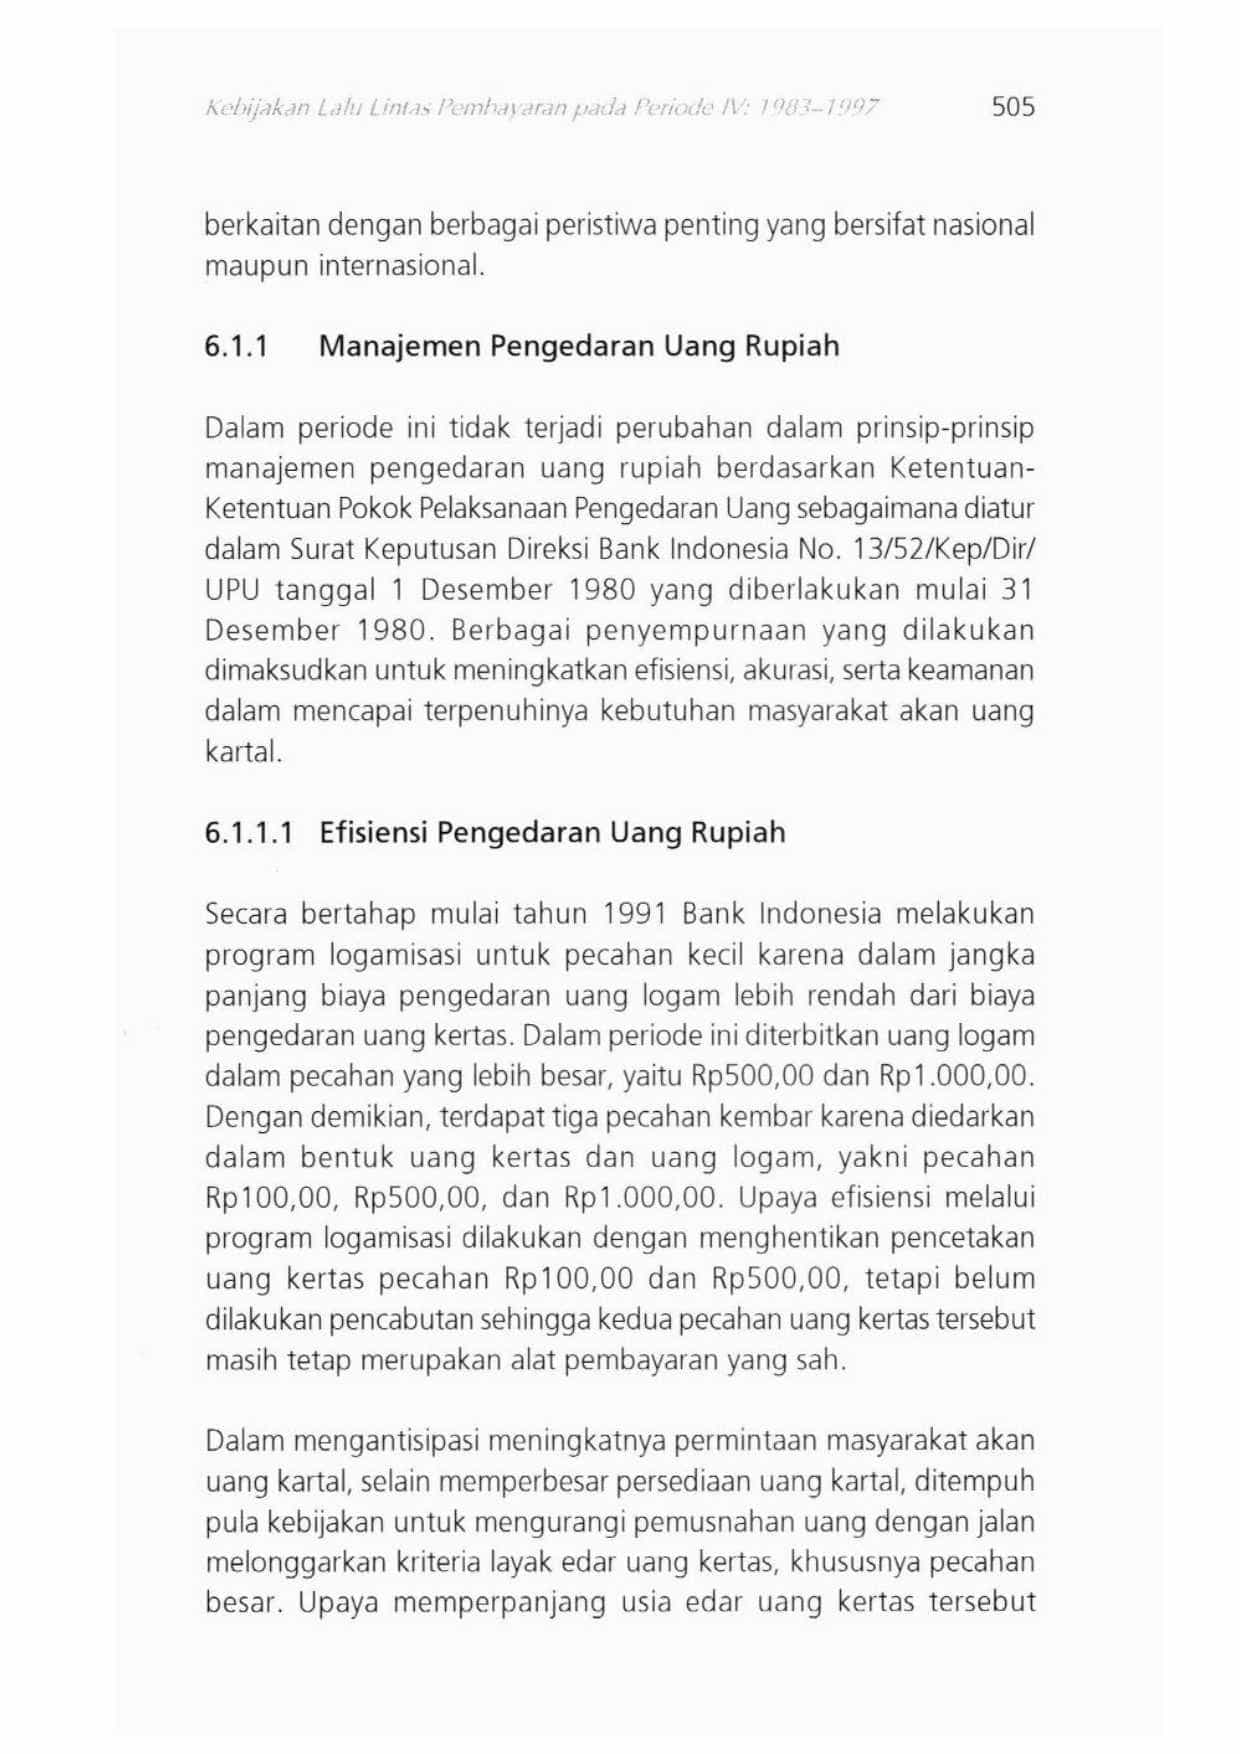 Kebijakan Lalu Lintas Pembayaran pada Periode IV: 1983–1997 505
berkaitan dengan berbagai peristiwa penting yang bersifat nasional
maupun internasional.
6.1.1 Manajemen Pengedaran Uang Rupiah
Dalam periode ini tidak terjadi perubahan dalam prinsip-prinsip
manajemen pengedaran uang rupiah berdasarkan Ketentuan-
Ketentuan Pokok Pelaksanaan Pengedaran Uang sebagaimana diatur
dalam Surat Keputusan Direksi Bank Indonesia No. 13/52/Kep/Dir/
UPU tanggal 1 Desember 1980 yang diberlakukan mulai 31
Desember 1980. Berbagai penyempurnaan yang dilakukan
dimaksudkan untuk meningkatkan efisiensi, akurasi, serta keamanan
dalam mencapai terpenuhinya kebutuhan masyarakat akan uang
kartal.
6.1.1.1 Efisiensi Pengedaran Uang Rupiah
Secara bertahap mulai tahun 1991 Bank Indonesia melakukan
program logamisasi untuk pecahan kecil karena dalam jangka
panjang biaya pengedaran uang logam lebih rendah dari biaya
pengedaran uang kertas. Dalam periode ini diterbitkan uang logam
dalam pecahan yang lebih besar, yaitu Rp500,00 dan Rp1.000,00.
Dengan demikian, terdapat tiga pecahan kembar karena diedarkan
dalam bentuk uang kertas dan uang logam, yakni pecahan
Rp100,00, Rp500,00, dan Rp1.000,00. Upaya efisiensi melalui
program logamisasi dilakukan dengan menghentikan pencetakan
uang kertas pecahan Rp100,00 dan Rp500,00, tetapi belum
dilakukan pencabutan sehingga kedua pecahan uang kertas tersebut
masih tetap merupakan alat pembayaran yang sah.
Dalam mengantisipasi meningkatnya permintaan masyarakat akan
uang kartal, selain memperbesar persediaan uang kartal, ditempuh
pula kebijakan untuk mengurangi pemusnahan uang dengan jalan
melonggarkan kriteria layak edar uang kertas, khususnya pecahan
besar. Upaya memperpanjang usia edar uang kertas tersebut